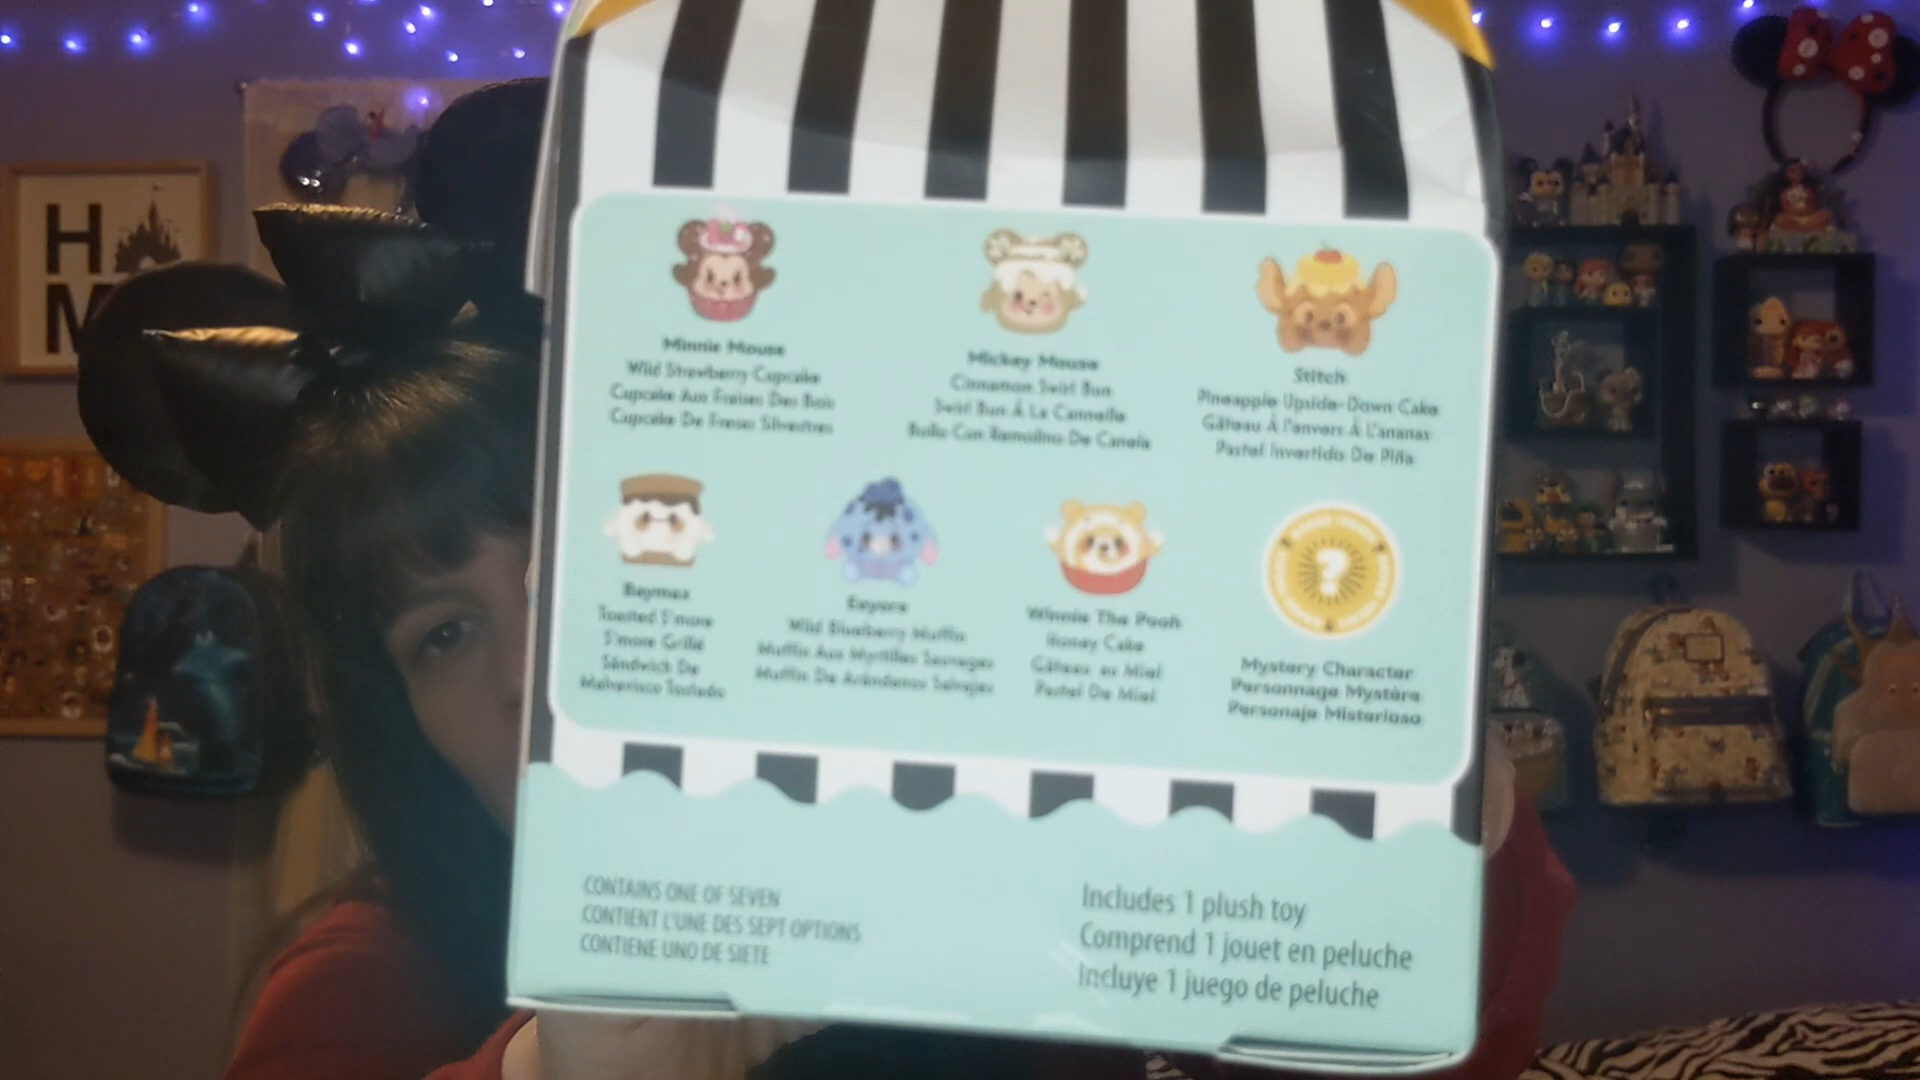 H
M
Minnie Mouse
Wild Strawberry Cupcake
Cupcake Aux Fraises Des Bois
Cupcake De Fresas Silvestres
Mickey Mouse
Cinnamon Swirl Bun
Swirl Bun À La Cannelle
Bollo Con Remolino De Canela
Stitch
Pineapple Upside-Down Cake
Gâteau À l'envers À L'ananas
Pastel Invertido De Piña
Baymax
Toasted S'more
S'more Grillé
Sándwich De
Malvavisco Tostado
Eeyore
Wild Blueberry Muffin
Muffin Aux Myrtilles Sauvages
Muffin De Arándanos Salvajes
Winnie The Pooh
Honey Cake
Gâteau au Miel
Pastel De Miel
?
Mystery Character
Personnage Mystère
Personaje Misterioso
CONTAINS ONE OF SEVEN
CONTIENT L'UNE DES SEPT OPTIONS
CONTIENE UNO DE SIETE
Includes 1 plush toy
Comprend 1 jouet en peluche
Incluye 1 juego de peluche